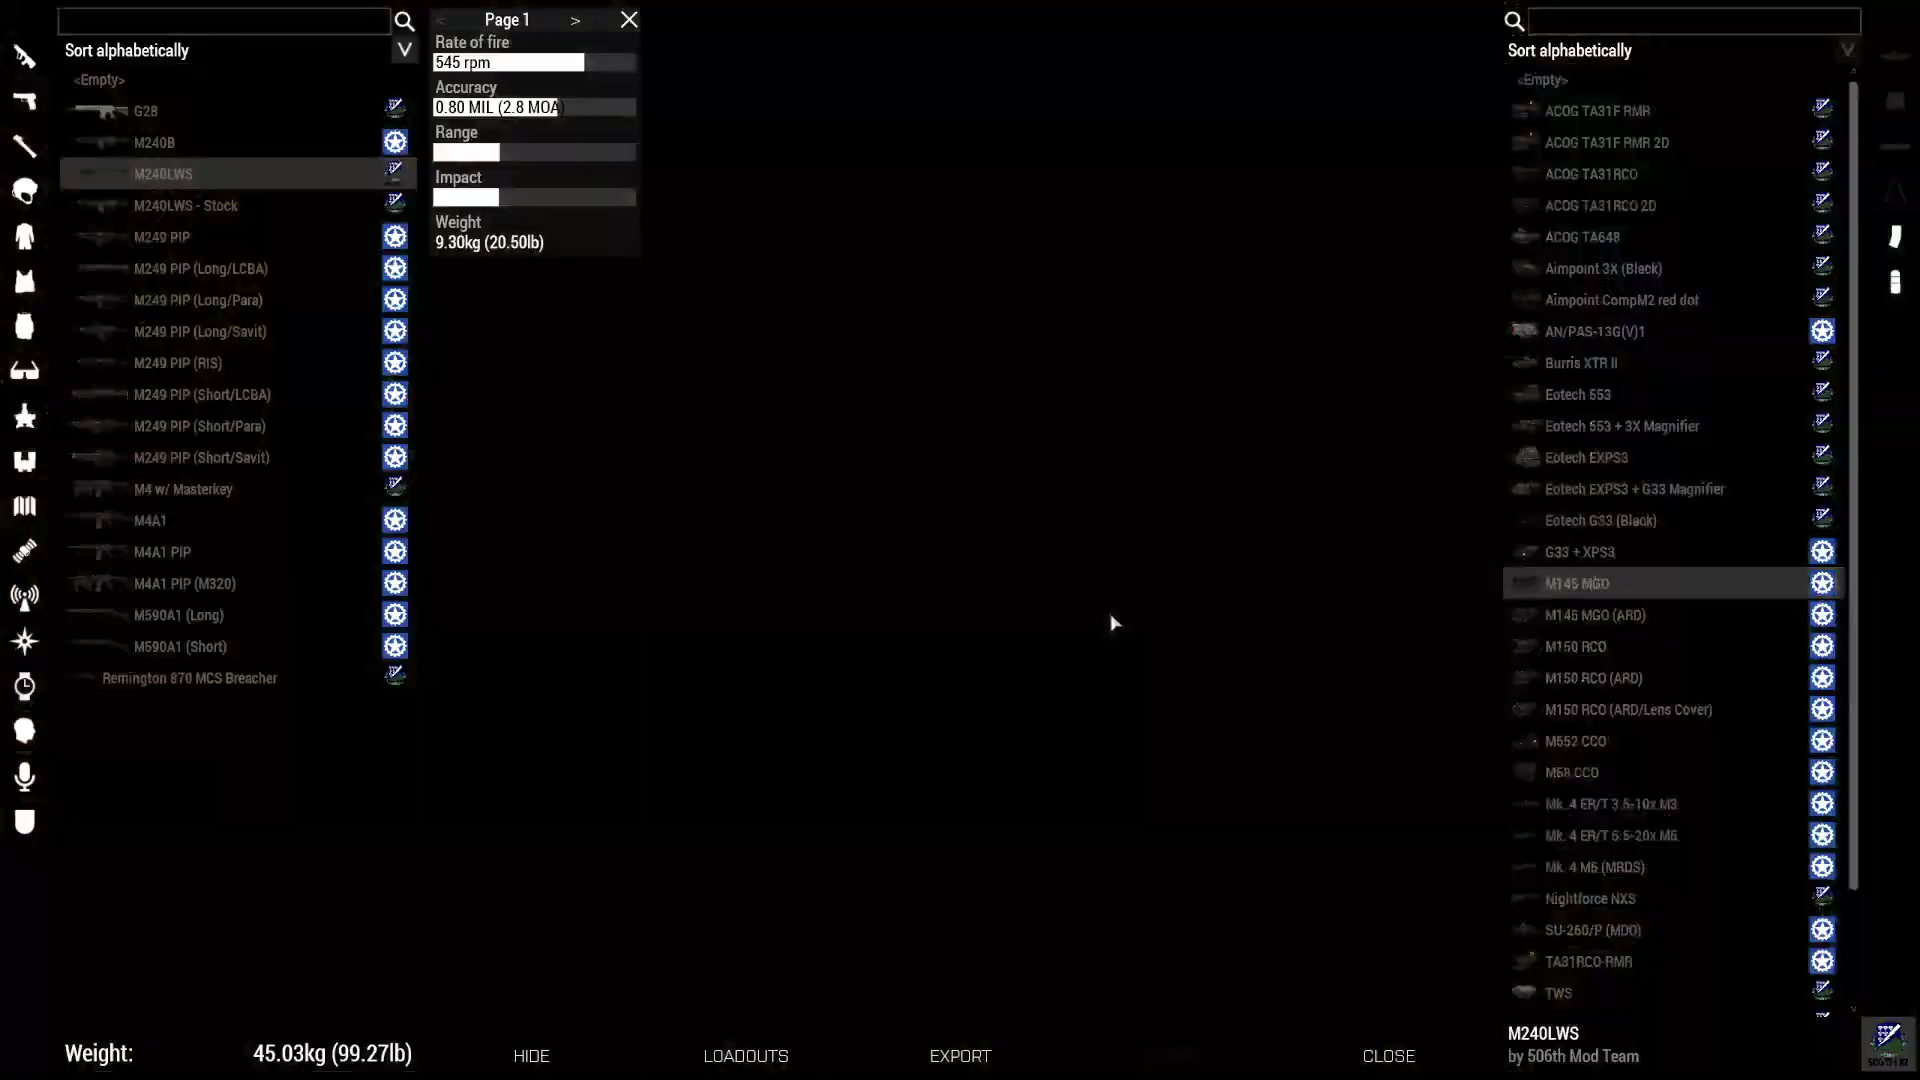 Sort alphabetically
<Empty>
G28
M240B
M240LWS
M240LWS - Stock
M249 PIP
M249 PIP (Long/LCBA)
M249 PIP (Long/Para)
M249 PIP (Long/Savit)
M249 PIP (RIS)
M249 PIP (Short/LCBA)
M249 PIP (Short/Para)
M249 PIP (Short/Savit)
M4 w/ Masterkey
M4A1
M4A1 PIP
M4A1 PIP (M320)
M590A1 (Long)
M590A1 (Short)
Remington 870 MCS Breacher
< Page 1 >
Rate of fire
545 rpm
Accuracy
0.80 MIL (2.8 MOA)
Range
Impact
Weight
9.30kg (20.50lb)
Sort alphabetically
<Empty>
ACOG TA31F RMR
ACOG TA31F RMR 2D
ACOG TA31RCO
ACOG TA31RCO 2D
ACOG TA648
Aimpoint 3X (Black)
Aimpoint CompM2 red dot
AN/PAS-13G(V)1
Burris XTR II
Eotech 553
Eotech 553 + 3X Magnifier
Eotech EXPS3
Eotech EXPS3 + G33 Magnifier
Eotech G33 (Black)
G33 + XPS3
M145 MGO
M145 MGO (ARD)
M150 RCO
M150 RCO (ARD)
M150 RCO (ARD/Lens Cover)
M552 CCO
M68 CCO
Mk. 4 ER/T 3.5-10x M3
Mk. 4 ER/T 6.5-20x M5
Mk. 4 M5 (MRDS)
Nightforce NXS
SU-260/P (MDO)
TA31RCO-RMR
TWS
Weight: 45.03kg (99.27lb)
HIDE
LOADOUTS
EXPORT
CLOSE
M240LWS
by 506th Mod Team